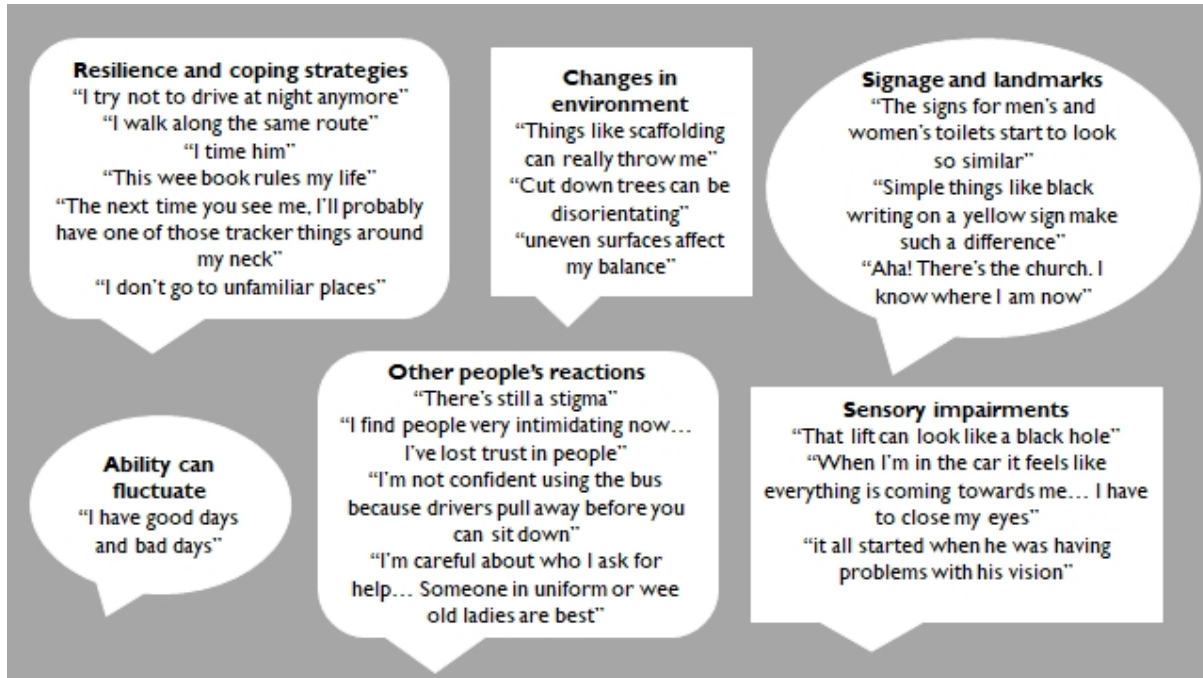 Resilience and coping strategies
“I try not to drive at night anymore”
“I walk along the same route”
“I time him”
“This wee book rules my life”
“The next time you see me, I’ll probably
have one of those tracker things around
my neck”
“I don’t go to unfamiliar places”
Changes in
environment
“Things like scaffolding
can really throw me”
“Cut down trees can be
disorientating”
“uneven surfaces affect
my balance”
Signage and landmarks
“The signs for men’s and
women’s toilets start to look
so similar”
“Simple things like black
writing on a yellow sign make
such a difference”
“Aha! There’s the church. I
know where I am now”
Ability can
fluctuate
“I have good days
and bad days”
Other people’s reactions
“There’s still a stigma”
“I find people very intimidating now…
I’ve lost trust in people”
“I’m not confident using the bus
because drivers pull away before you
can sit down”
“I’m careful about who I ask for
help… Someone in uniform or wee
old ladies are best”
Sensory impairments
“That lift can look like a black hole”
“When I’m in the car it feels like
everything is coming towards me… I have
to close my eyes”
“it all started when he was having
problems with his vision”